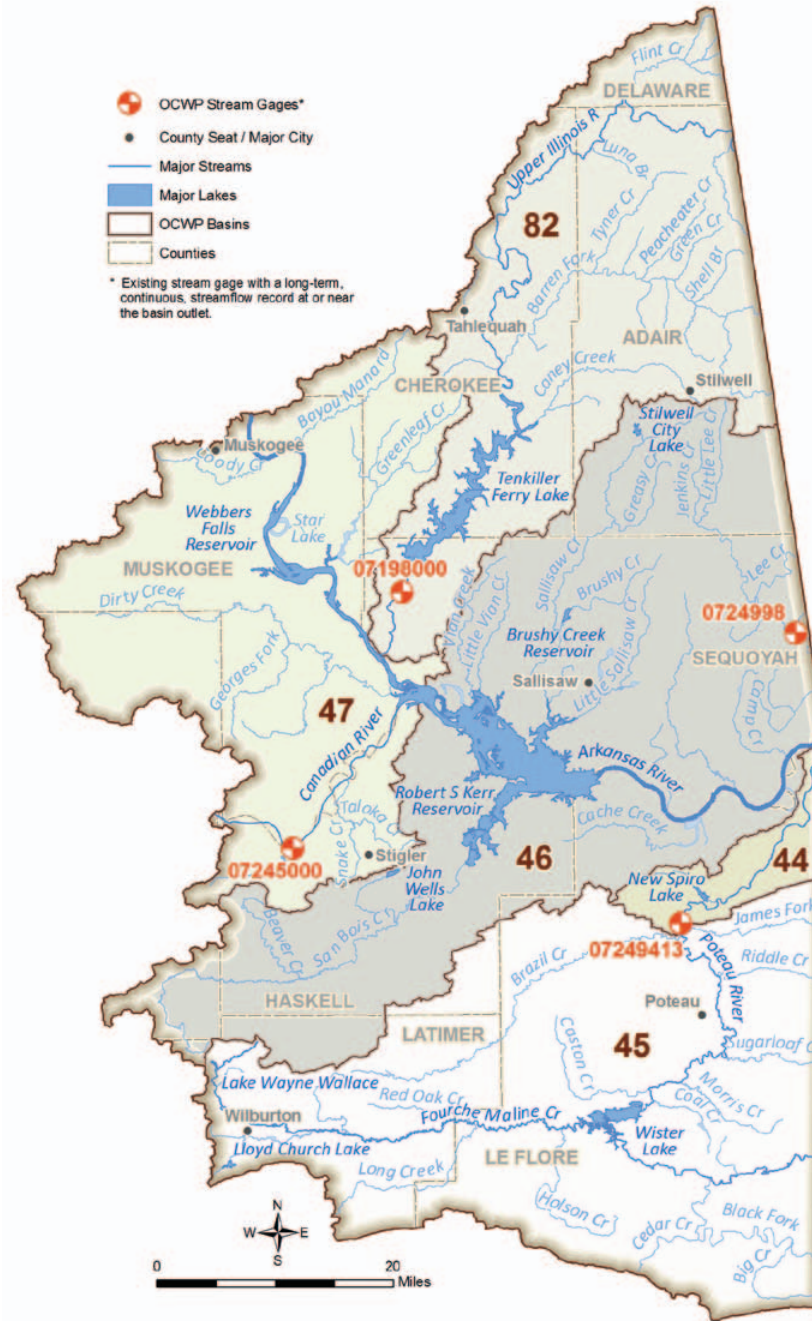 OCWP Stream Gages*
County Seat / Major City
Major Streams
Major Lakes
OCWP Basins
Counties
* Existing stream gage with a long-term,
continuous, streamflow record at or near
the basin outlet.
Flint Cr
DELAWARE
Upper Illinois R
Luna Br
82
Tyner Cr
Peacheater Cr
Green Cr
Shell Br
Barren Fork
Tahlequah
ADAIR
Caney Creek
CHEROKEE
Stilwell
Bayou Manard
Stilwell
City
Lake
Greenleaf Cr
Muskogee
Coody Cr
Tenkiller
Ferry Lake
Greasy Cr
Jenkins Cr
Little Lee Cr
Webbers
Falls
Reservoir
Star
Lake
MUSKOGEE
07198000
Sallisaw Cr
Lee Cr
Dirty Creek
Vian Creek
Little Vian Cr
Brushy Cr
0724998
Brushy Creek
Reservoir
SEQUOYAH
Georges Fork
Sallisaw
Little Sallisaw Cr
Camp Cr
47
Canadian River
Arkansas River
Robert S Kerr
Reservoir
Taloka Cr
Cache Creek
Snake Cr
07245000
Stigler
46
44
John
Wells
Lake
New Spiro
Lake
Beaver Cr
San Bois Cr
07249413
James Fork
Poteau River
Riddle Cr
Brazil Cr
HASKELL
Poteau
LATIMER
45
Caston Cr
Sugarloaf Cr
Lake Wayne Wallace
Red Oak Cr
Morris Cr
Coal Cr
Wilburton
Fourche Maline Cr
Lloyd Church Lake
Wister
Lake
LE FLORE
Long Creek
Holson Cr
Cedar Cr
Black Fork
Big Cr
N
W
E
S
0
20
Miles